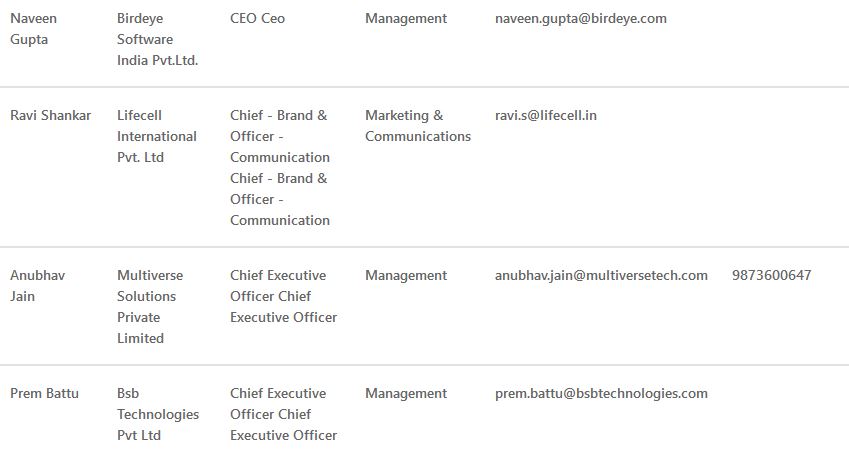 Naveen Birdeye CEO Ceo Management naveen.gupta@birdeye.com
Gupta Software
India Pvt.Ltd.
Ravi Shankar Lifecell Chief - Brand & Marketing & ravi.s@lifecell.in
International Officer - Communications
Pvt. Ltd Communication
Chief - Brand &
Officer -
Communication
Anubhav Multiverse Chief Executive Management anubhav.jain@multiversetech.com 9873600647
Jain Solutions Officer Chief
Private Executive Officer
Limited
Prem Battu Bsb Chief Executive Management prem.battu@bsbtechnologies.com
Technologies Officer Chief
Pvt Ltd Executive Officer